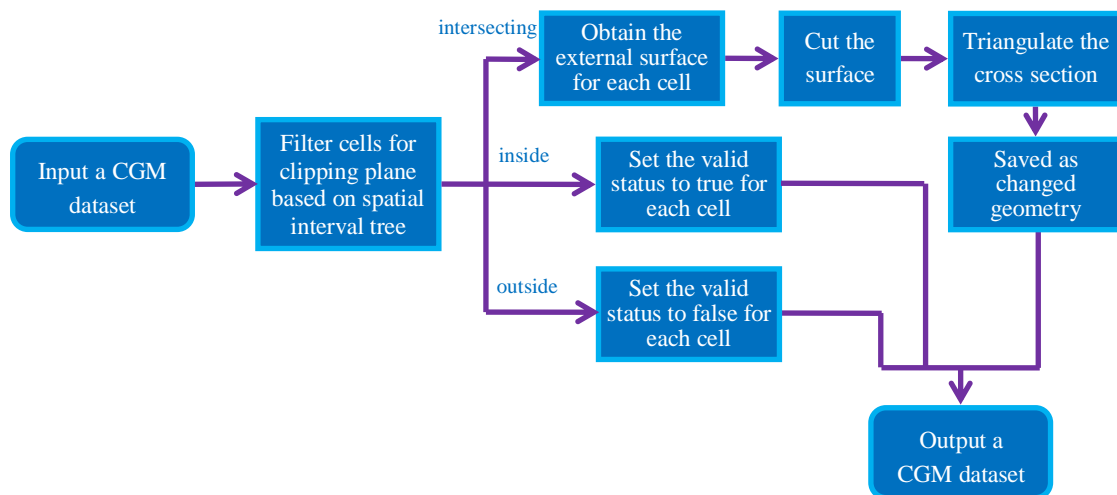 intersecting
Obtain the
external surface
for each cell
Cut the
surface
Triangulate the
cross section
Input a CGM
dataset
Filter cells for
clipping plane
based on spatial
interval tree
inside
Set the valid
status to true for
each cell
Saved as
changed
geometry
outside
Set the valid
status to false for
each cell
Output a
CGM dataset